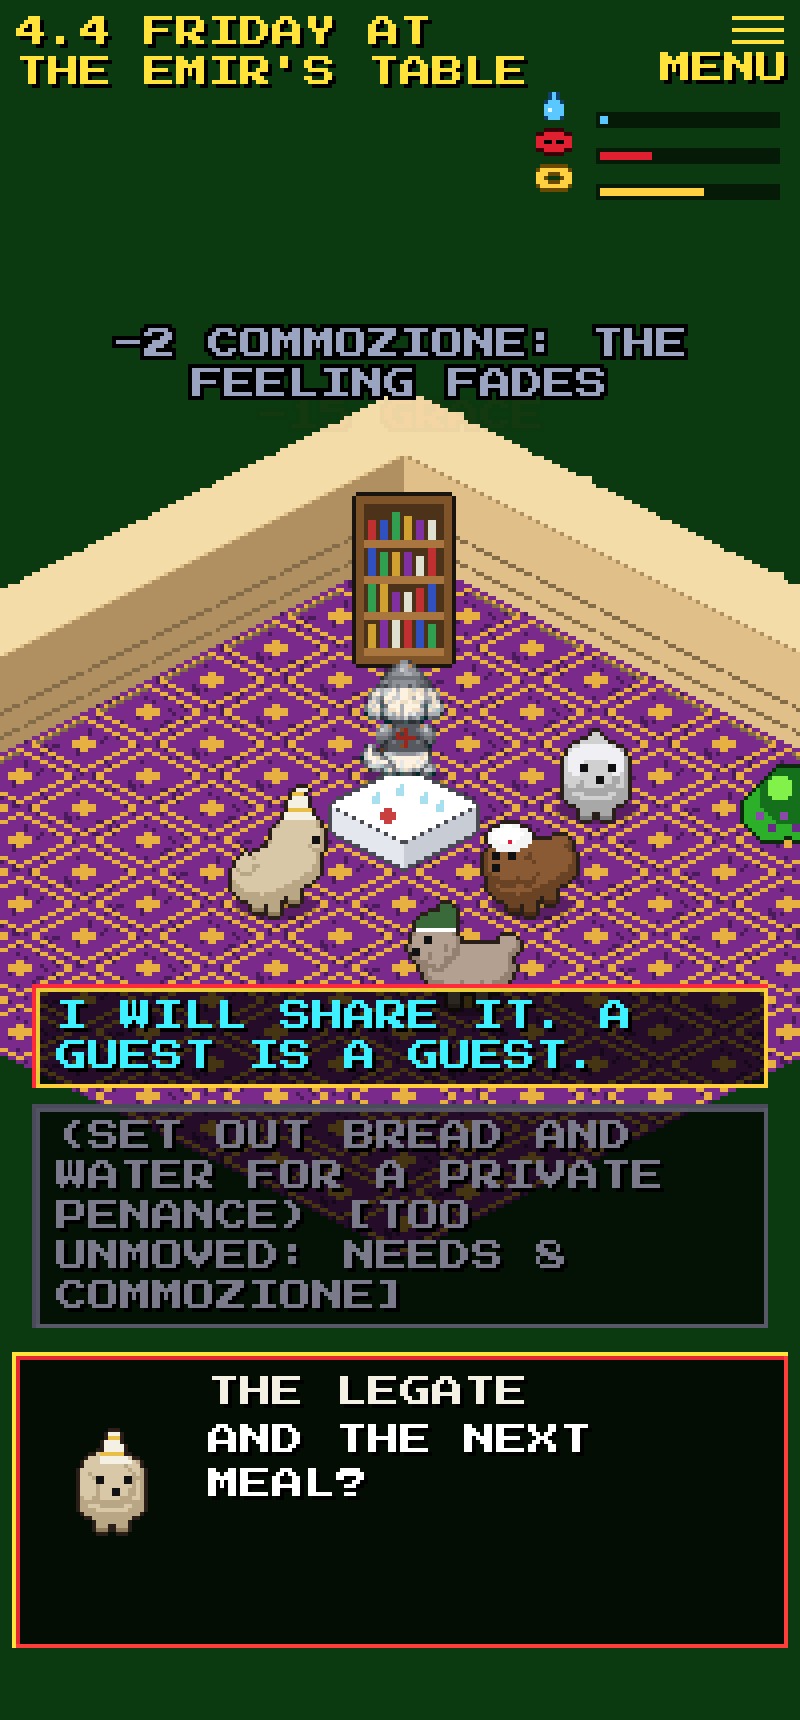 4.4 FRIDAY AT
THE EMIR'S TABLE
MENU
-2 COMMOZIONE: THE
FEELING FADES
-15 GRACE
I WILL SHARE IT. A
GUEST IS A GUEST.
(SET OUT BREAD AND
WATER FOR A PRIVATE
PENANCE) [TOO
UNMOVED: NEEDS 8
COMMOZIONE]
THE LEGATE
AND THE NEXT
MEAL?